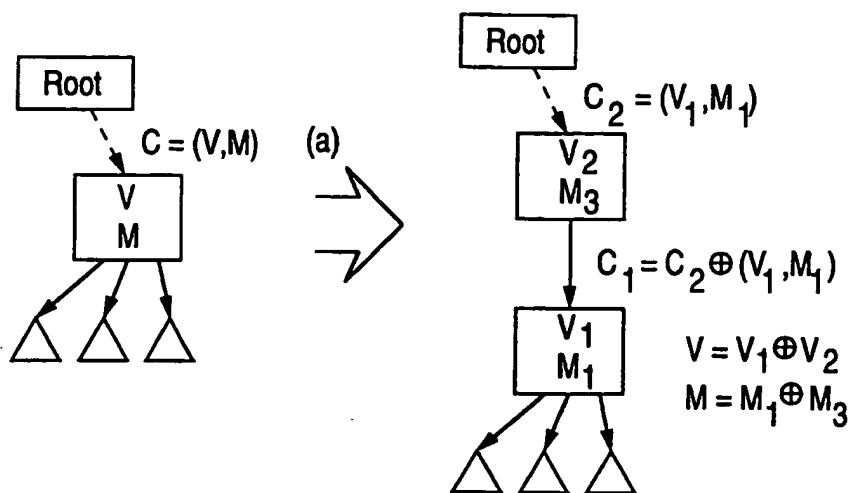 Root
C = (V,M)
V
M
(a)
Root
C₂ = (V₁,M₁)
V₂
M₃
C₁ = C₂ ⊕ (V₁,M₁)
V₁
M₁
V = V₁ ⊕ V₂
M = M₁ ⊕ M₃